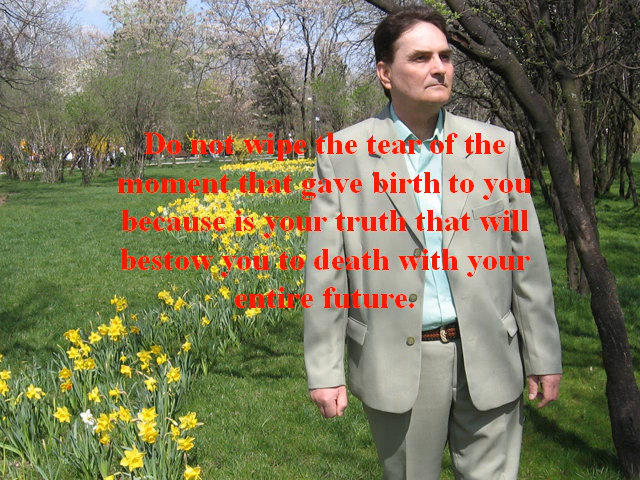 Do not wipe the tear of the
moment that gave birth to you
because is your truth that will
bestow you to death with your
entire future.